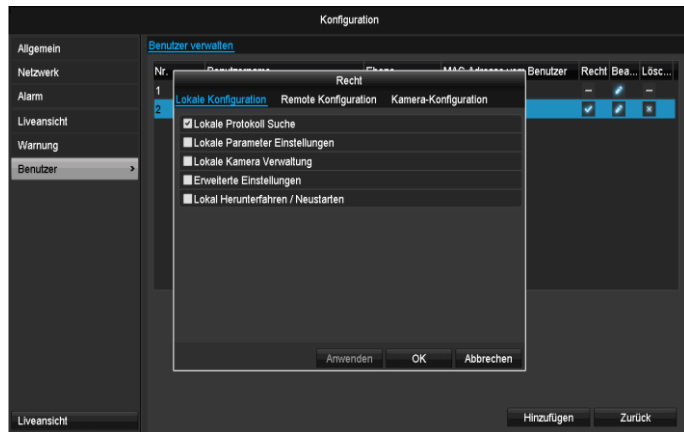 Konfiguration
Allgemein
Netzwerk
Alarm
Liveansicht
Warnung
Benutzer >
Liveansicht
Benutzer verwalten
Nr. Benutzername Ebene MAC-Adresse vom Benutzer Recht Bea... Lösc...
1 – –
2
Recht
Lokale Konfiguration Remote Konfiguration Kamera-Konfiguration
Lokale Protokoll Suche
Lokale Parameter Einstellungen
Lokale Kamera Verwaltung
Erweiterte Einstellungen
Lokal Herunterfahren / Neustarten
Anwenden OK Abbrechen
Hinzufügen Zurück